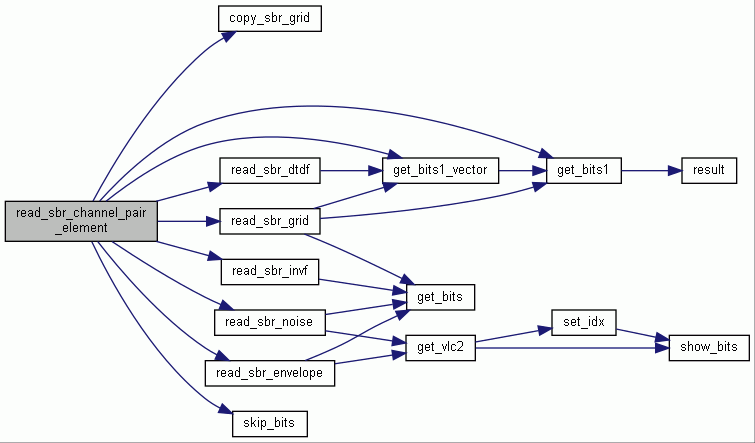 copy_sbr_grid
read_sbr_dtdf
get_bits1_vector
get_bits1
result
read_sbr_channel_pair
_element
read_sbr_grid
read_sbr_invf
get_bits
read_sbr_noise
set_idx
get_vlc2
show_bits
read_sbr_envelope
skip_bits